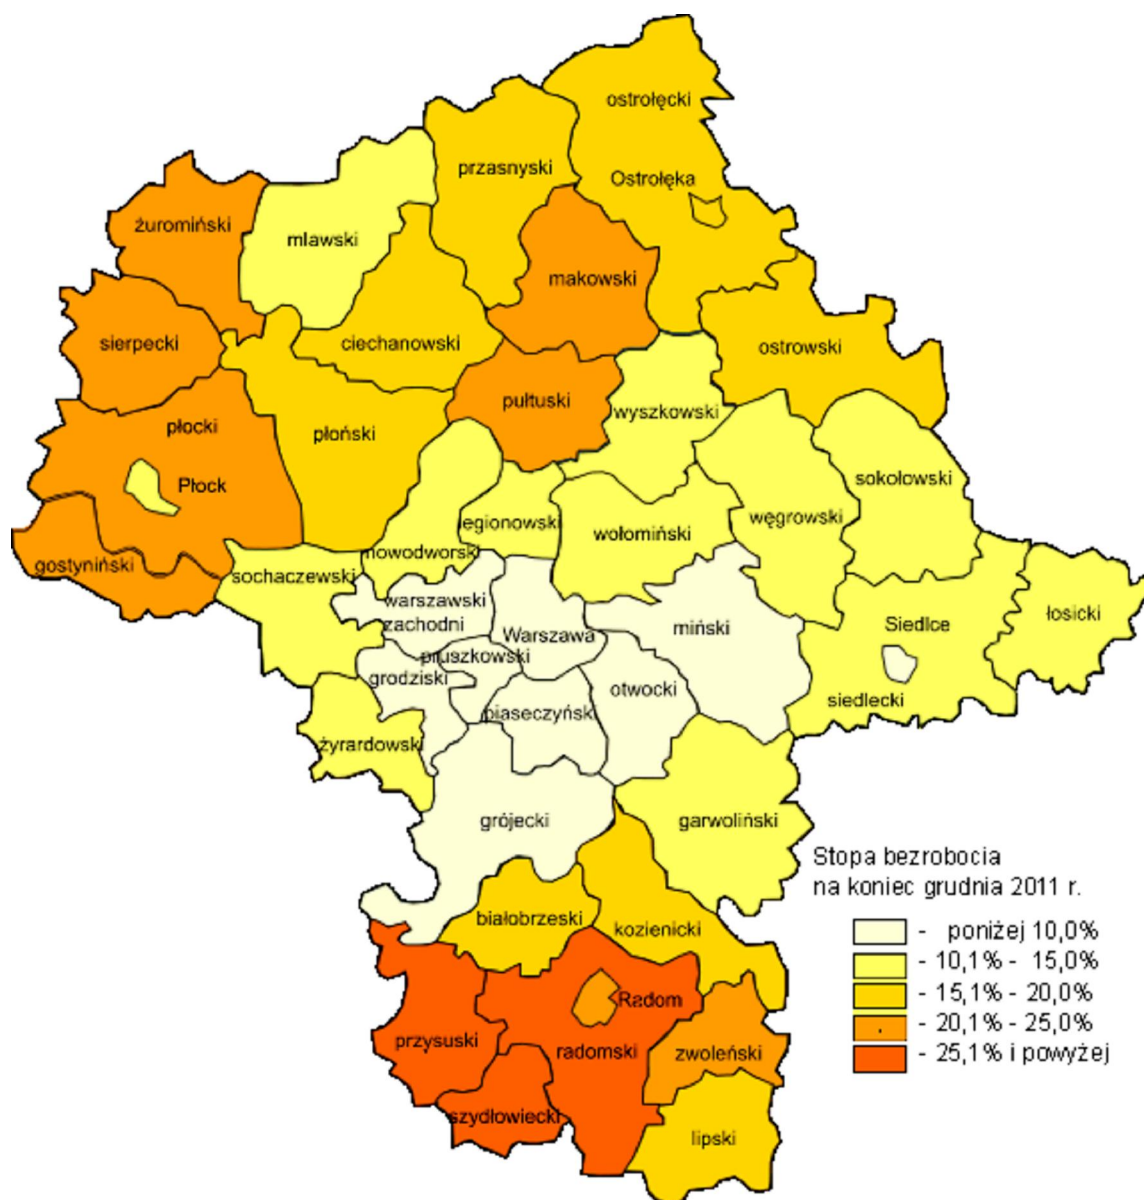 ostrołęcki
przasnyski
Ostrołęka
żuromiński
mlawski
makowski
sierpecki
ciechanowski
ostrowski
pułtuski
wyszkowski
płocki
płoński
Płock
sokołowski
legionowski
węgrowski
wołomiński
nowodworski
gostyniński
sochaczewski
warszawski
zachodni
łosicki
Siedlce
miński
Warszawa
pruszkowski
grodziski
otwocki
siedlecki
piaseczyński
żyrardowski
grójecki
garwoliński
białobrzeski
kozienicki
Radom
przysuski
radomski
zwoleński
szydłowiecki
lipski
Stopa bezrobocia
na koniec grudnia 2011 r.
- poniżej 10,0%
- 10,1% - 15,0%
- 15,1% - 20,0%
- 20,1% - 25,0%
- 25,1% i powyżej